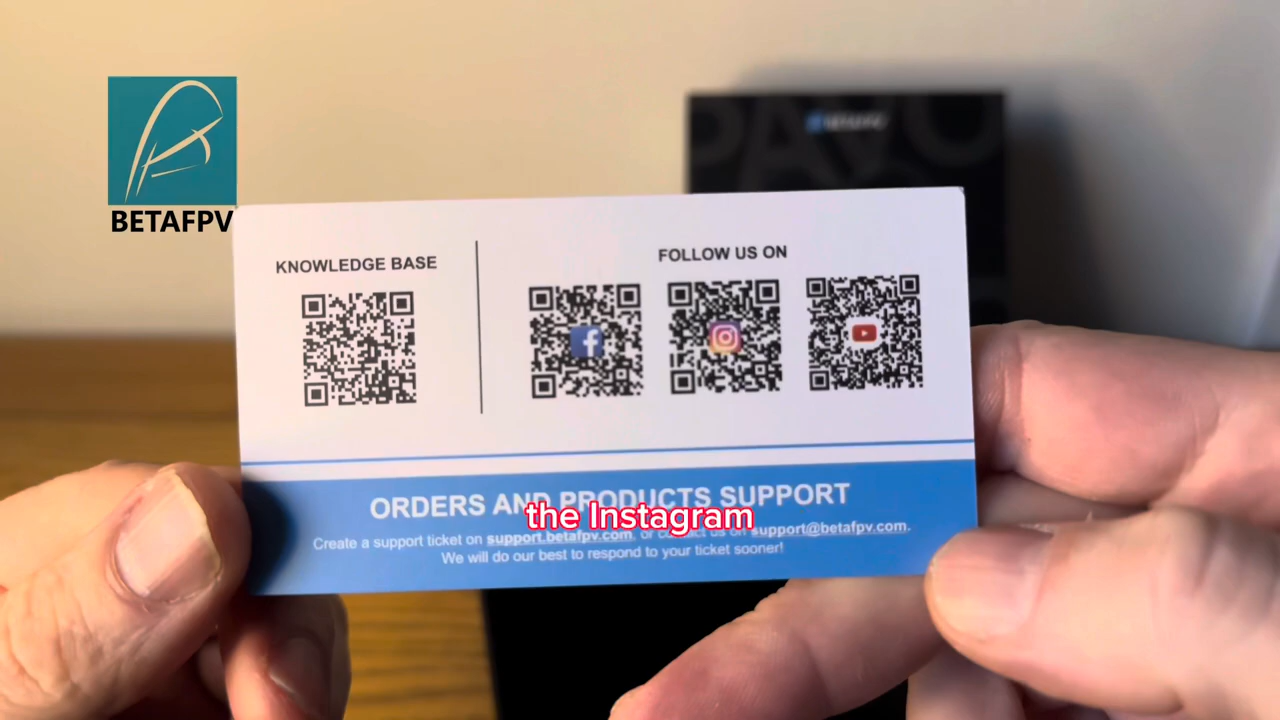 BETAFPV
KNOWLEDGE BASE
FOLLOW US ON
ORDERS AND PRODUCTS SUPPORT
the Instagram
Create a support ticket on support.betafpv.com, or contact us on support@betafpv.com.
We will do our best to respond to your ticket sooner!